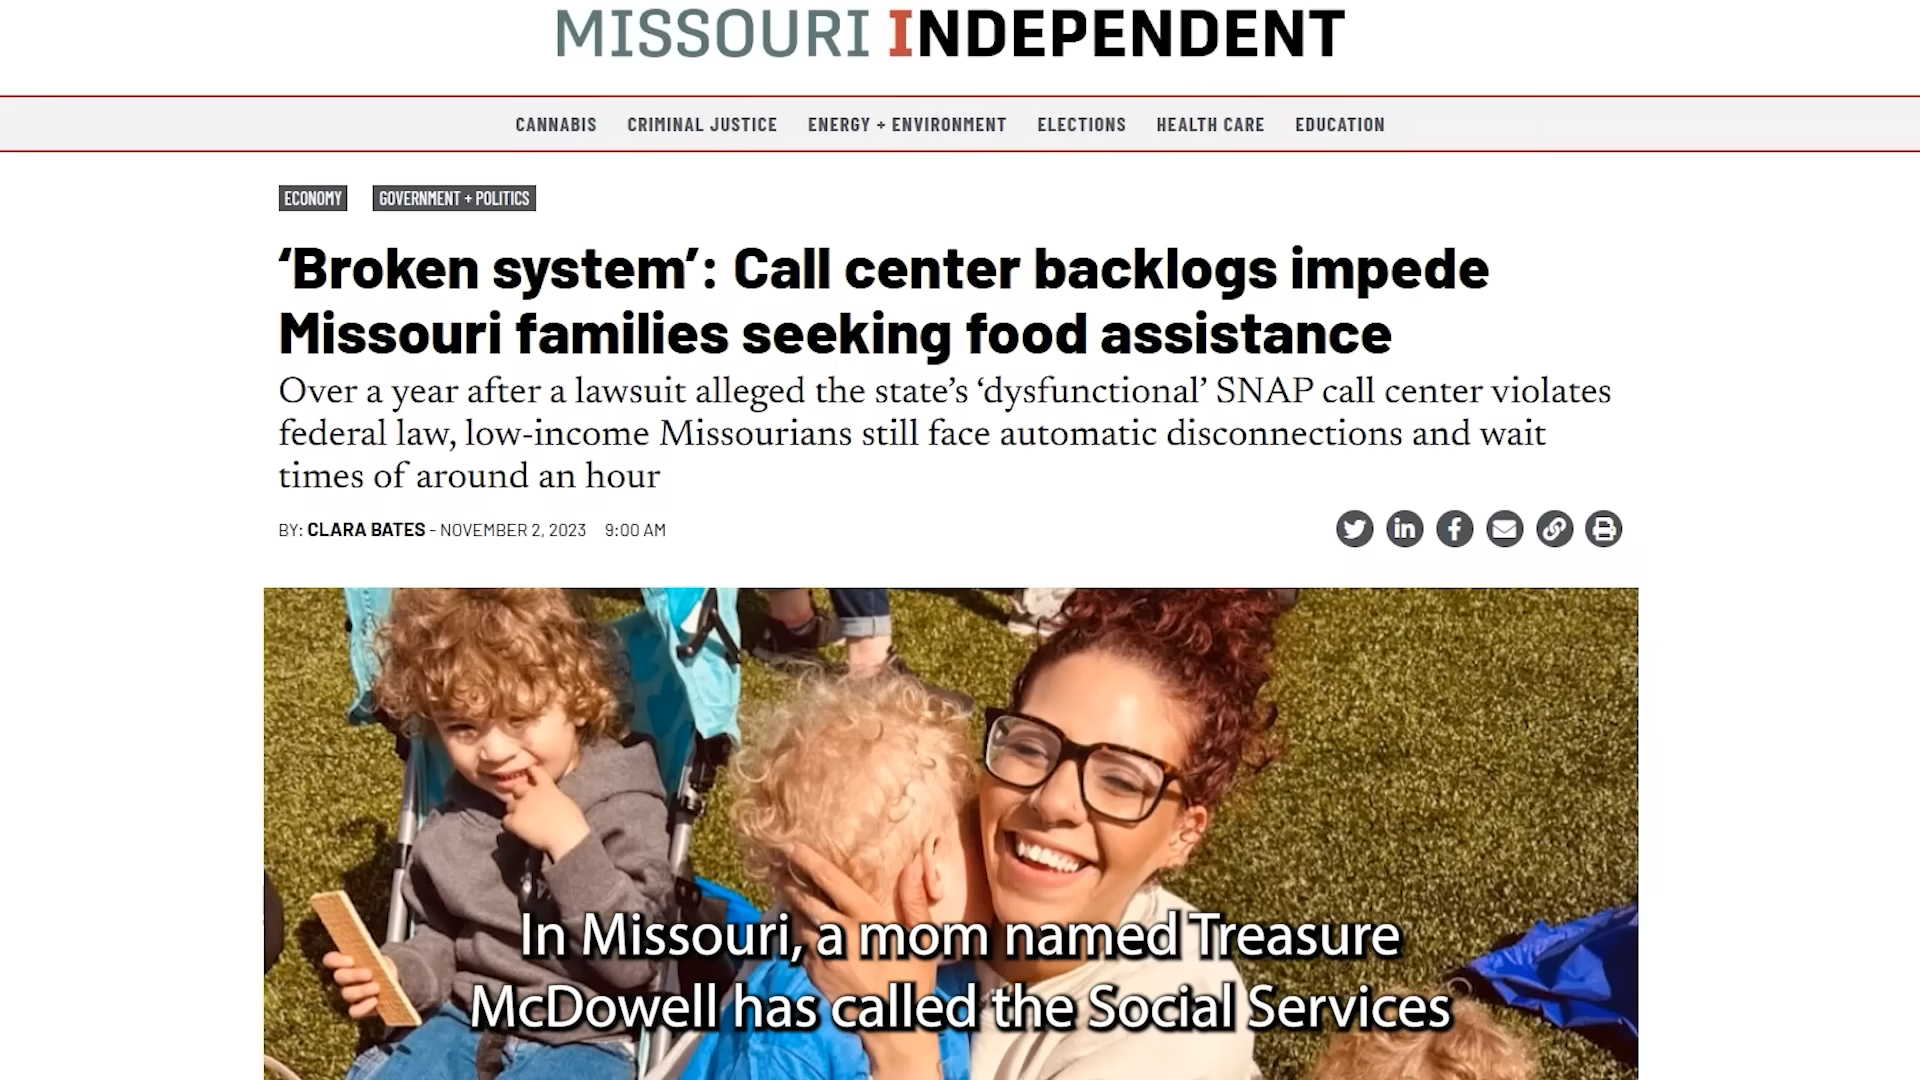 MISSOURI INDEPENDENT
CANNABIS CRIMINAL JUSTICE ENERGY + ENVIRONMENT ELECTIONS HEALTH CARE EDUCATION
ECONOMY GOVERNMENT + POLITICS
‘Broken system’: Call center backlogs impede
Missouri families seeking food assistance
Over a year after a lawsuit alleged the state’s ‘dysfunctional’ SNAP call center violates
federal law, low-income Missourians still face automatic disconnections and wait
times of around an hour
BY: CLARA BATES - NOVEMBER 2, 2023 9:00 AM
In Missouri, a mom named Treasure
McDowell has called the Social Services